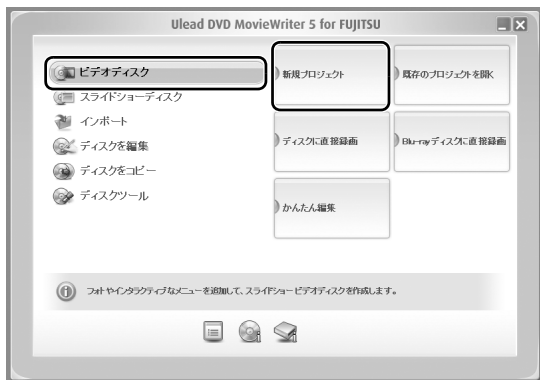 Ulead DVD MovieWriter 5 for FUJITSU
ビデオディスク
スライドショーディスク
インポート
ディスクを編集
ディスクをコピー
ディスクツール
新規プロジェクト
既存のプロジェクトを開く
ディスクに直接録画
Blu-rayディスクに直接録画
かんたん編集
フォトやインタラクティブなメニューを追加して、スライドショービデオディスクを作成します。